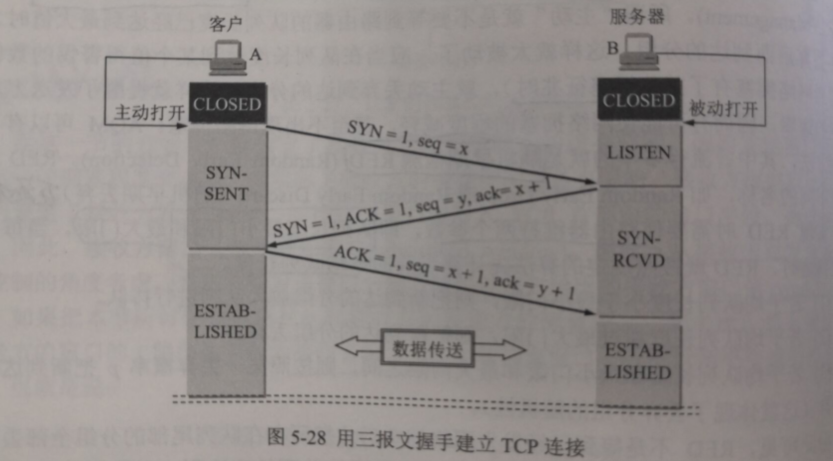 客户
服务器
A
B
CLOSED
CLOSED
主动打开
被动打开
SYN = 1, seq = x
LISTEN
SYN-
SENT
SYN = 1, ACK = 1, seq = y, ack= x + 1
SYN-
RCVD
ACK = 1, seq = x + 1, ack = y + 1
ESTAB-
LISHED
数据传送
ESTAB-
LISHED
图 5-28 用三报文握手建立 TCP 连接